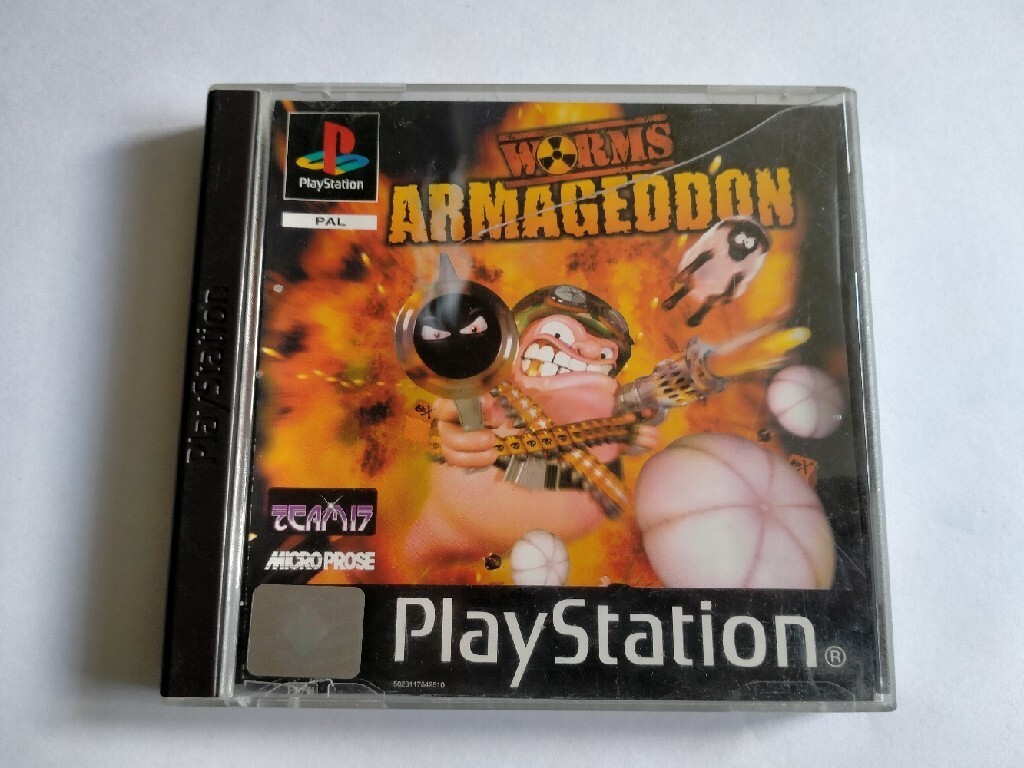 PlayStation
PAL
WORMS
ARMAGEDDON
PlayStation
TEAM17
MICROPROSE
PlayStation®